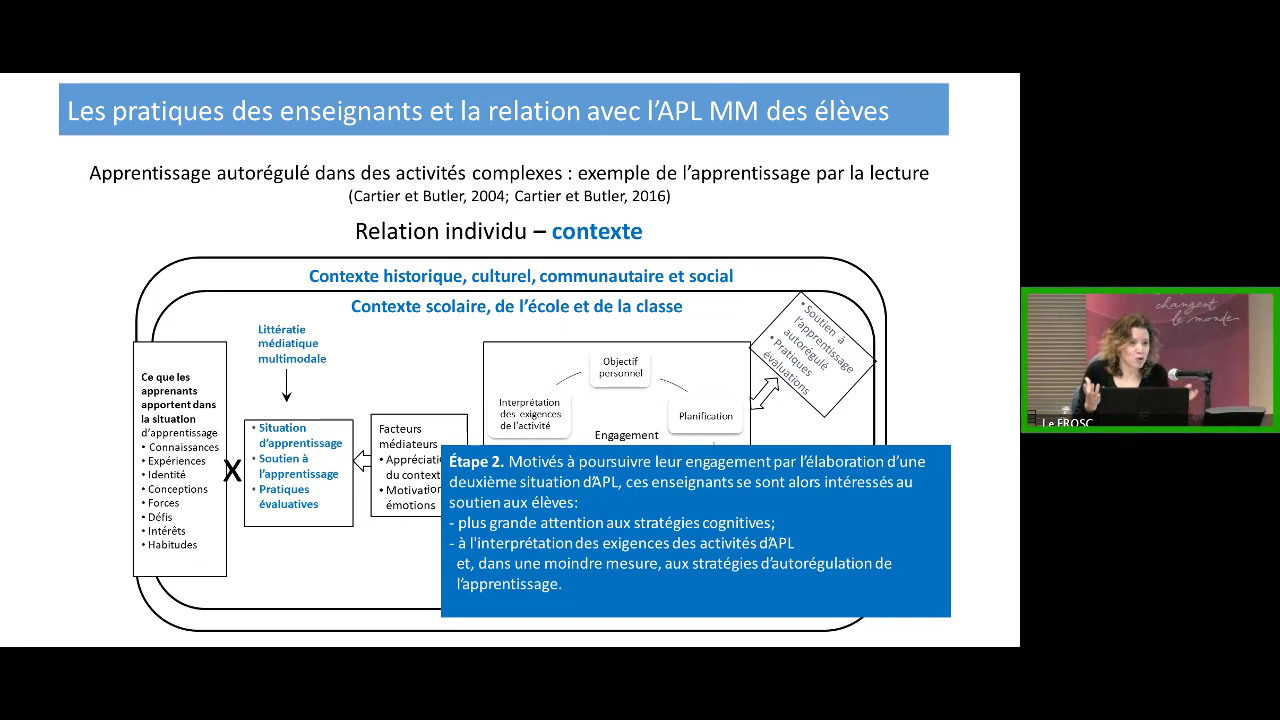 Les pratiques des enseignants et la relation avec l'APL MM des élèves
Apprentissage autorégulé dans des activités complexes : exemple de l'apprentissage par la lecture
(Cartier et Butler, 2004; Cartier et Butler, 2016)
Relation individu – contexte
Contexte historique, culturel, communautaire et social
Contexte scolaire, de l'école et de la classe
Littératie
médiatique
multimodale
Ce que les
apprenants
apportent dans
la situation
d'apprentissage
• Connaissances
• Expériences
• Identité
• Conceptions
• Forces
• Défis
• Intérêts
• Habitudes
X
• Situation
d'apprentissage
• Soutien à
l'apprentissage
• Pratiques
évaluatives
Facteurs
médiateurs
• Appréciati
du context
• Motivation
émotions
Objectif
personnel
Interprétation
des exigences
de l'activité
Planification
Engagement
• Soutien à
l'apprentissage
autorégulé
• Pratiques
évaluations
Étape 2. Motivés à poursuivre leur engagement par l'élaboration d'une
deuxième situation d'APL, ces enseignants se sont alors intéressés au
soutien aux élèves:
- plus grande attention aux stratégies cognitives;
- à l'interprétation des exigences des activités d'APL
et, dans une moindre mesure, aux stratégies d'autorégulation de
l'apprentissage.
changent
le monde
Le FROSC